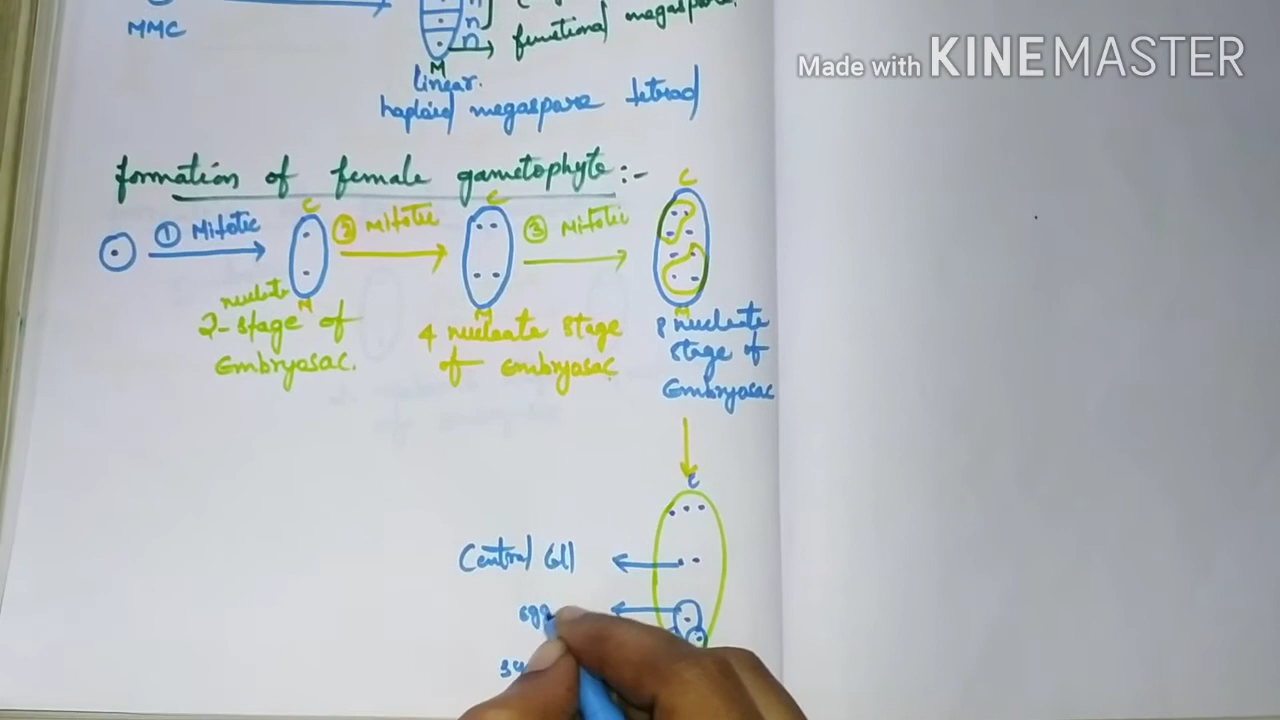 Made with KINEMASTER
MMC
n
n
n
functional megaspore.
M
linear.
haploid megaspore tetrad
formation of female gametophyte:-
C
C
C
① Mitotic
② Mitotic
③ Mitotic
M
M
M
nucleate
2-stage of
Embryosac.
4 nucleate stage
of embryosac
8 nucleate
stage of
Embryosac
C
Central Cell
egg
sy